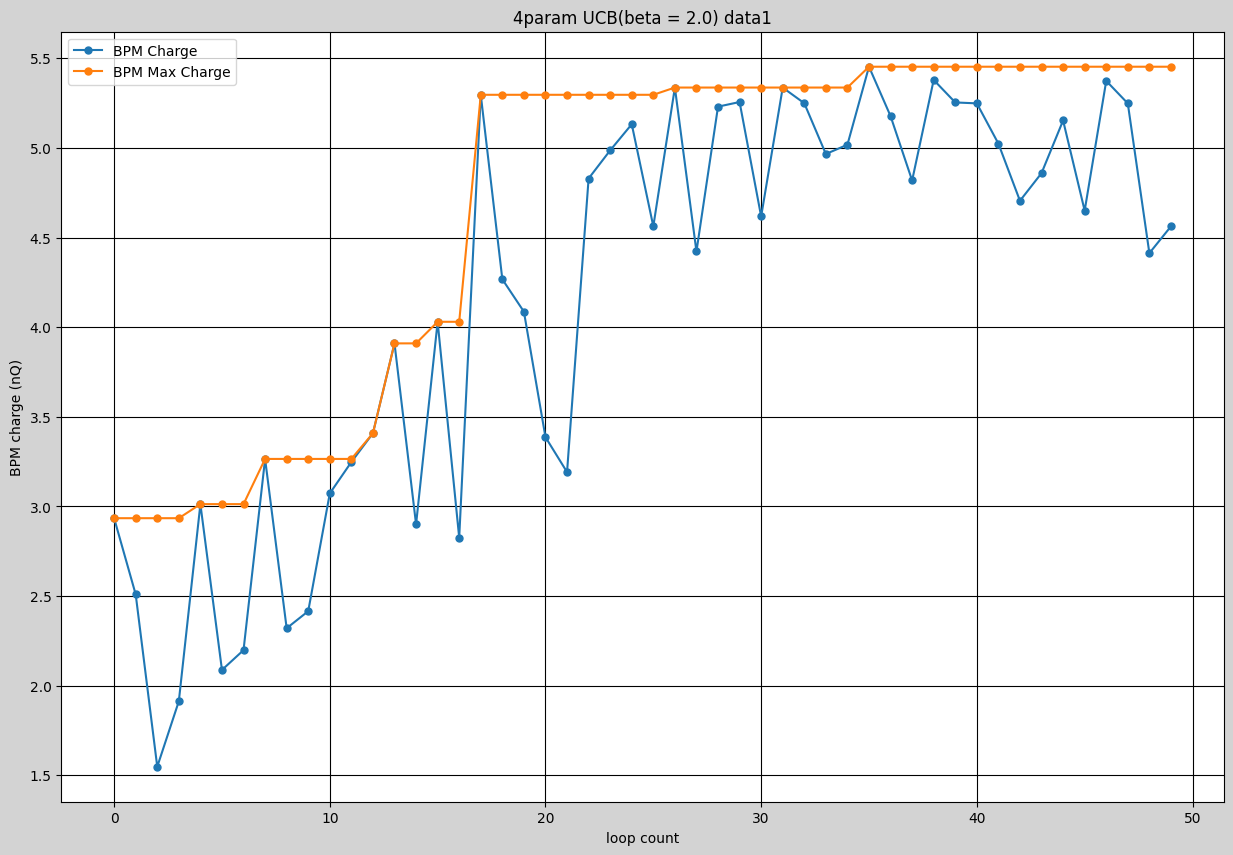 4param UCB(beta = 2.0) data1
BPM Charge
BPM Max Charge
5.5
5.0
4.5
4.0
3.5
3.0
2.5
2.0
1.5
BPM charge (nQ)
0 10 20 30 40 50
loop count